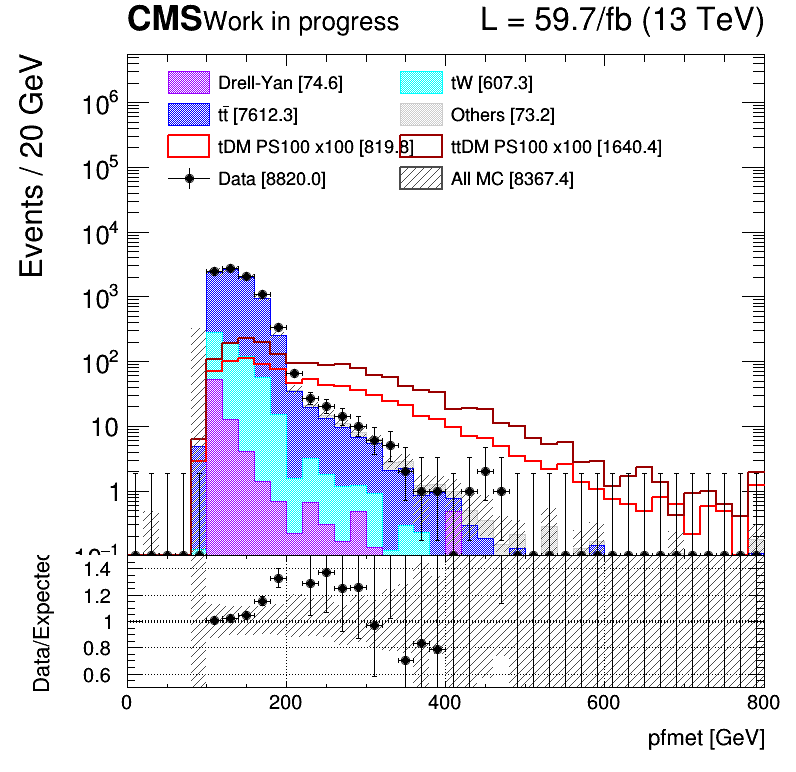 CMS Work in progress L = 59.7/fb (13 TeV)
Events / 20 GeV
Drell-Yan [74.6] tW [607.3]
tt̄ [7612.3] Others [73.2]
tDM PS100 x100 [819.8] ttDM PS100 x100 [1640.4]
Data [8820.0] All MC [8367.4]
10⁶
10⁵
10⁴
10³
10²
10
1
10⁻¹
Data/Expected
1.4
1.2
1
0.8
0.6
0 200 400 600 800
pfmet [GeV]